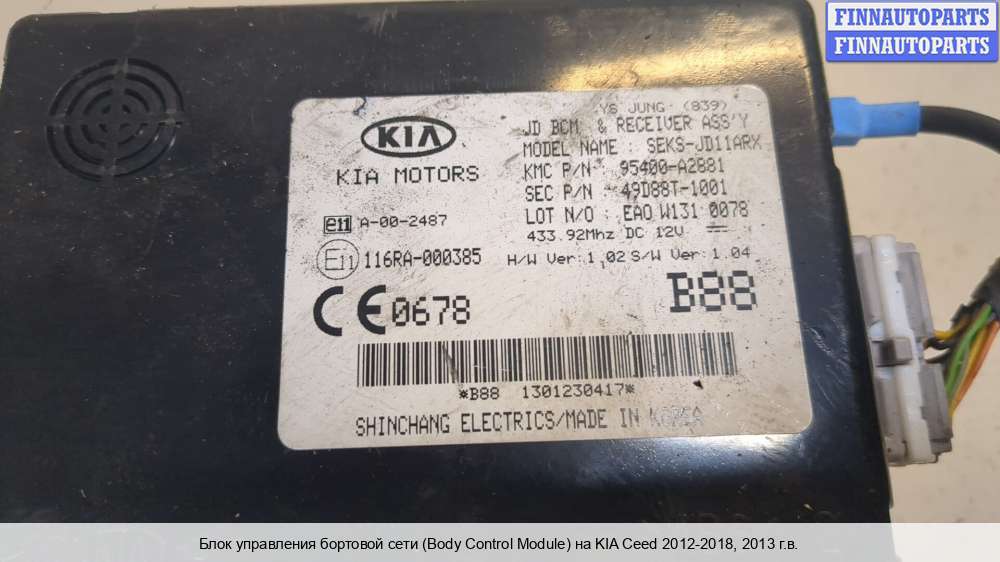 FINNAUTOPARTS
FINNAUTOPARTS
YS JUNG (839)
JD BCM & RECEIVER ASS'Y
MODEL NAME : SEKS-JD11ARX
KMC P/N : 95400-A2881
SEC P/N : 49D88T-1001
LOT N/O : EAO W131 0078
433.92Mhz DC 12V
H/W Ver: 1.02 S/W Ver: 1.04
KIA
KIA MOTORS
e11 A-00-2487
E11 116RA-000385
CE 0678
B88
*B88 1301230417*
SHINCHANG ELECTRICS/MADE IN KOREA
Блок управления бортовой сети (Body Control Module) на KIA Ceed 2012-2018, 2013 г.в.